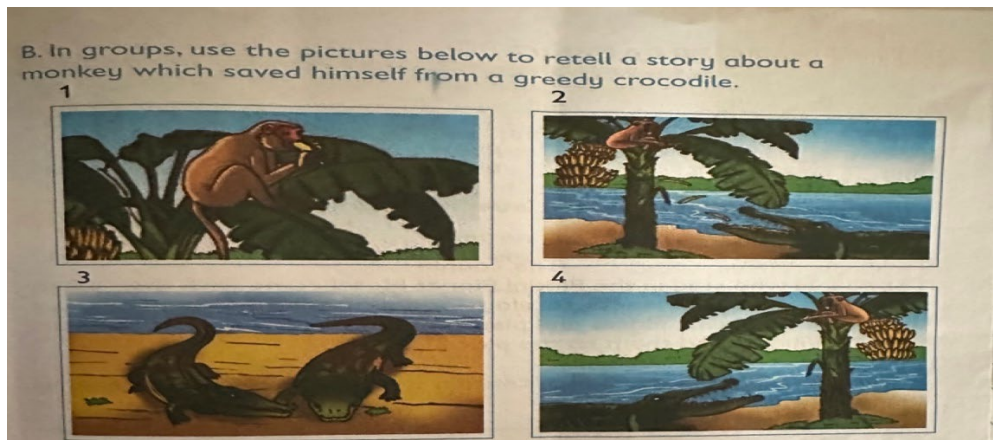 B. In groups, use the pictures below to retell a story about a
monkey which saved himself from a greedy crocodile.
1
2
3
4